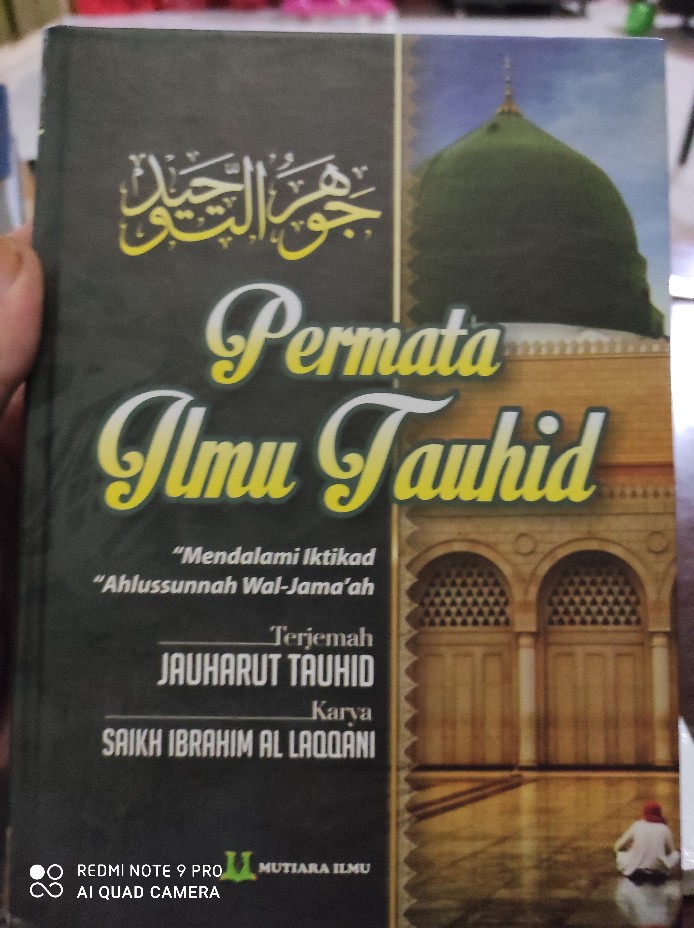 جوهر التوحيد
Permata
Ilmu Tauhid
“Mendalami Iktikad
“Ahlussunnah Wal-Jama’ah
Terjemah
JAUHARUT TAUHID
Karya
SAIKH IBRAHIM AL LAQQANI
MUTIARA ILMU
REDMI NOTE 9 PRO
AI QUAD CAMERA